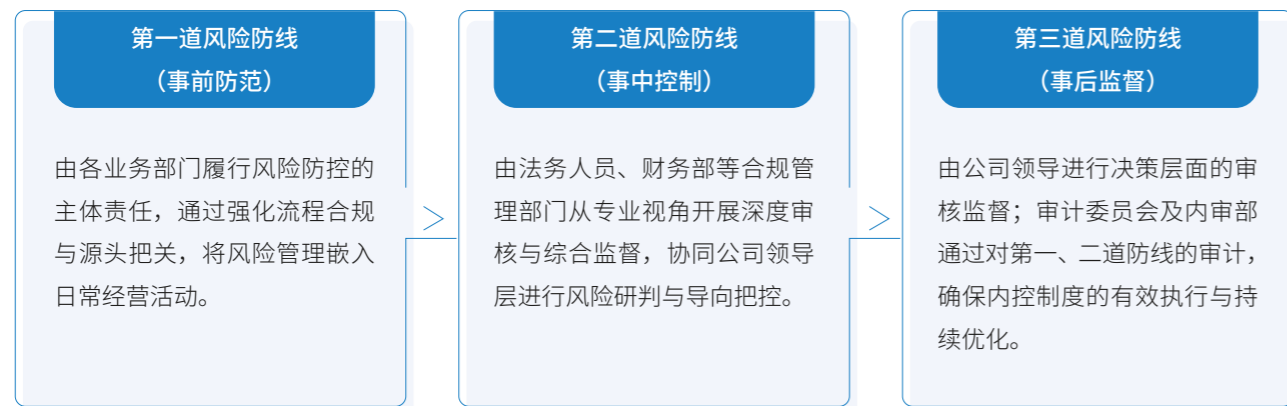 第一道风险防线
（事前防范）
由各业务部门履行风险防控的
主体责任，通过强化流程合规
与源头把关，将风险管理嵌入
日常经营活动。
第二道风险防线
（事中控制）
由法务人员、财务部等合规管
理部门从专业视角开展深度审
核与综合监督，协同公司领导
层进行风险研判与导向把控。
第三道风险防线
（事后监督）
由公司领导进行决策层面的审
核监督；审计委员会及内审部
通过对第一、二道防线的审计，
确保内控制度的有效执行与持
续优化。